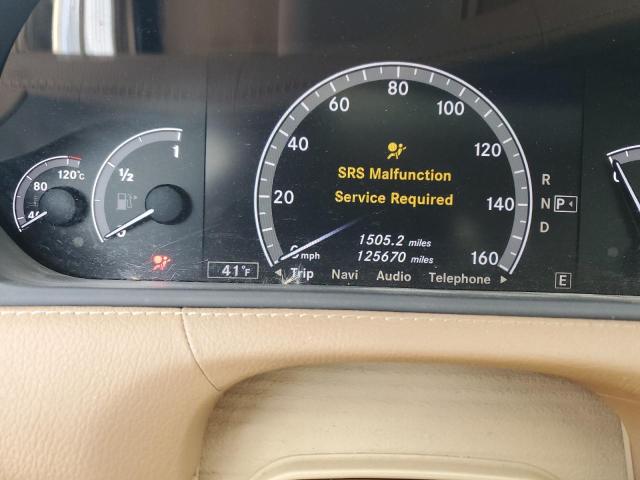 80
60
100
40
120
20
140
0 mph
160
SRS Malfunction
Service Required
1505.2 miles
125670 miles
Trip Navi Audio Telephone
120°C
80
40
1
1/2
0
41°F
R
N P
D
E